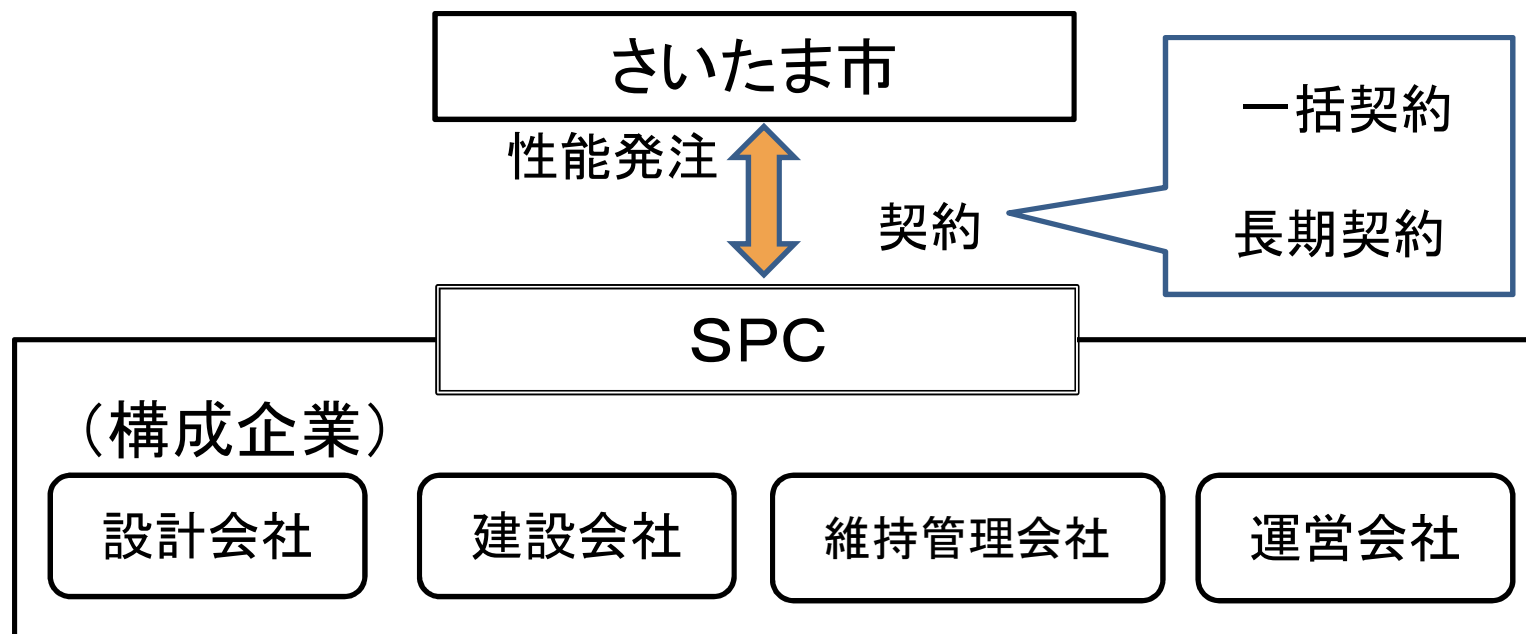 さいたま市
性能発注
契約
一括契約
長期契約
ＳＰＣ
（構成企業）
設計会社
建設会社
維持管理会社
運営会社